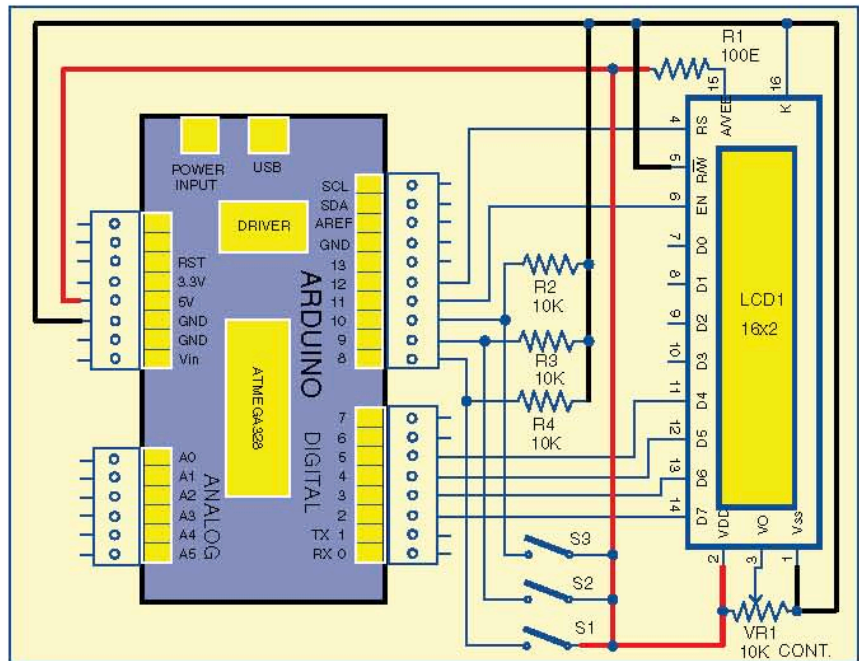 R1
100E
15
A/VEE
16
K
4
RS
5
R/W
6
EN
7
D0
8
D1
9
D2
10
D3
11
D4
12
D5
13
D6
14
D7
LCD1
16x2
VDD
VO
Vss
2
3
1
VR1
10K CONT.
POWER
INPUT
USB
DRIVER
ATMEGA328
ARDUINO
DIGITAL
ANALOG
RST
3.3V
5V
GND
GND
Vin
A0
A1
A2
A3
A4
A5
SCL
SDA
AREF
GND
13
12
11
10
9
8
7
6
5
4
3
2
TX 1
RX 0
R2
10K
R3
10K
R4
10K
S3
S2
S1